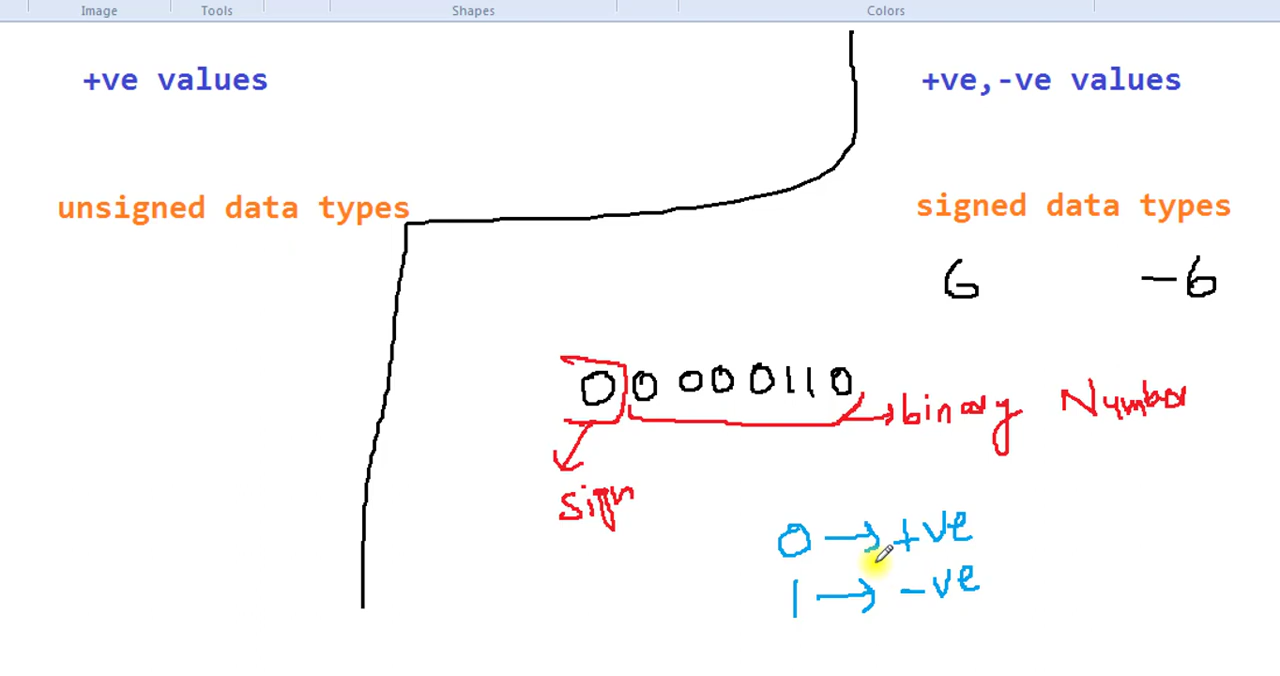 Image Tools Shapes Colors
+ve values +ve,-ve values
unsigned data types signed data types
6 -6
00000110
binary Number
sign
0 → +ve
1 → -ve